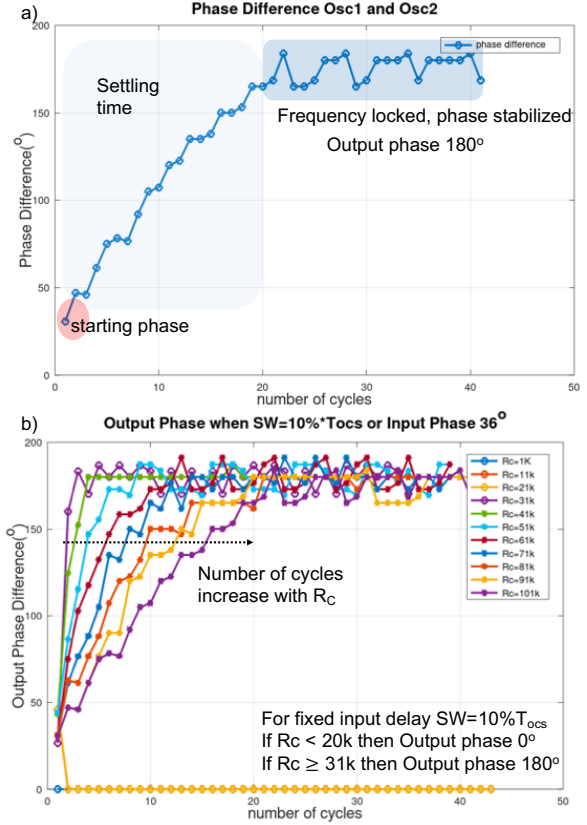 a)
Phase Difference Osc1 and Osc2
200
150
100
50
0
Phase Difference(°)
phase difference
Settling
time
Frequency locked, phase stabilized
Output phase 180°
starting phase
0
10
20
30
40
50
number of cycles
b)
Output Phase when SW=10%*Tocs or Input Phase 36°
200
150
100
50
0
Output Phase Difference(°)
Rc=1K
Rc=11k
Rc=21k
Rc=31k
Rc=41k
Rc=51k
Rc=61k
Rc=71k
Rc=81k
Rc=91k
Rc=101k
Number of cycles
increase with RC
For fixed input delay SW=10%Tocs
If Rc < 20k then Output phase 0°
If Rc ≥ 31k then Output phase 180°
0
10
20
30
40
50
number of cycles